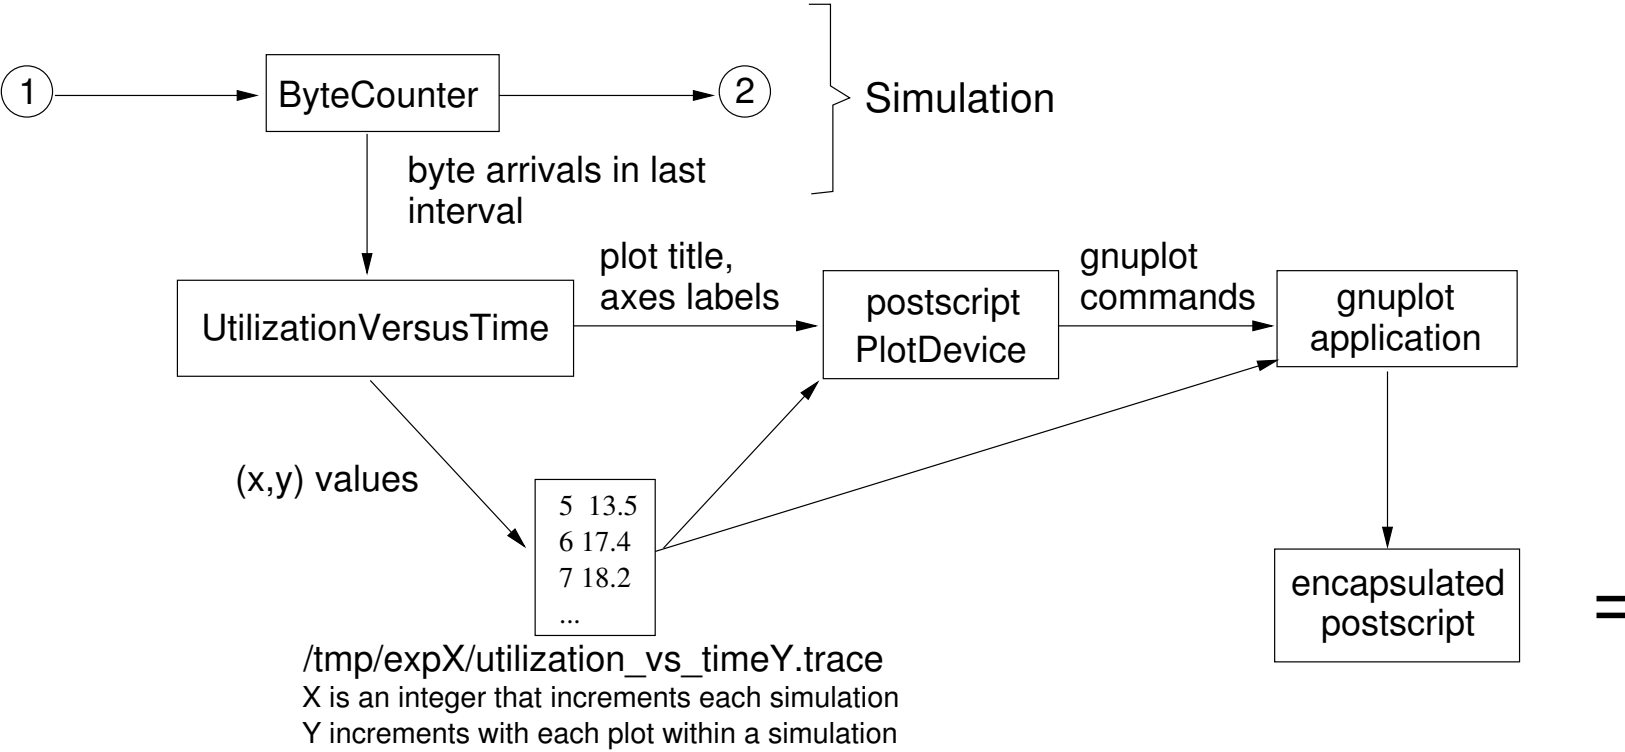 1
ByteCounter
2
Simulation
byte arrivals in last
interval
plot title,
axes labels
gnuplot
commands
UtilizationVersusTime
postscript
PlotDevice
gnuplot
application
(x,y) values
5 13.5
6 17.4
7 18.2
...
encapsulated
postscript
=
/tmp/expX/utilization_vs_timeY.trace
X is an integer that increments each simulation
Y increments with each plot within a simulation